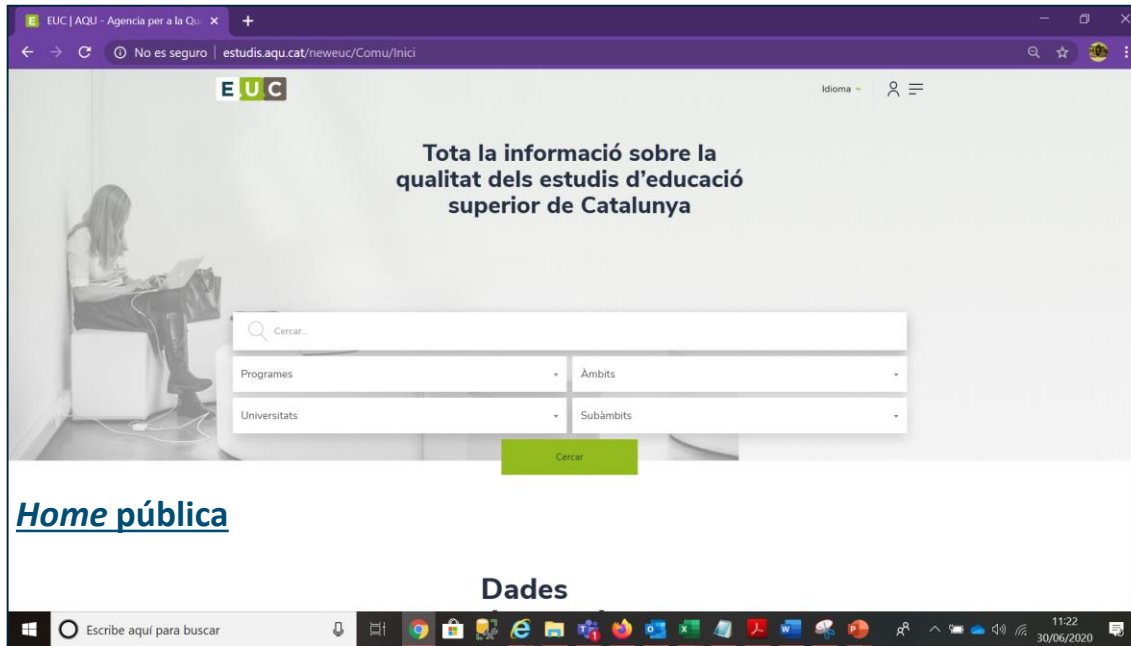 EUC | AQU - Agencia per a la Qu
No es seguro | estudis.aqu.cat/neweuc/Comu/Inici
E.U.C
Idioma
Tota la informació sobre la
qualitat dels estudis d'educació
superior de Catalunya
Cercar...
Programes
Àmbits
Universitats
Subàmbits
Cercar
Home pública
Dades
Escribe aquí para buscar
11:22
30/06/2020